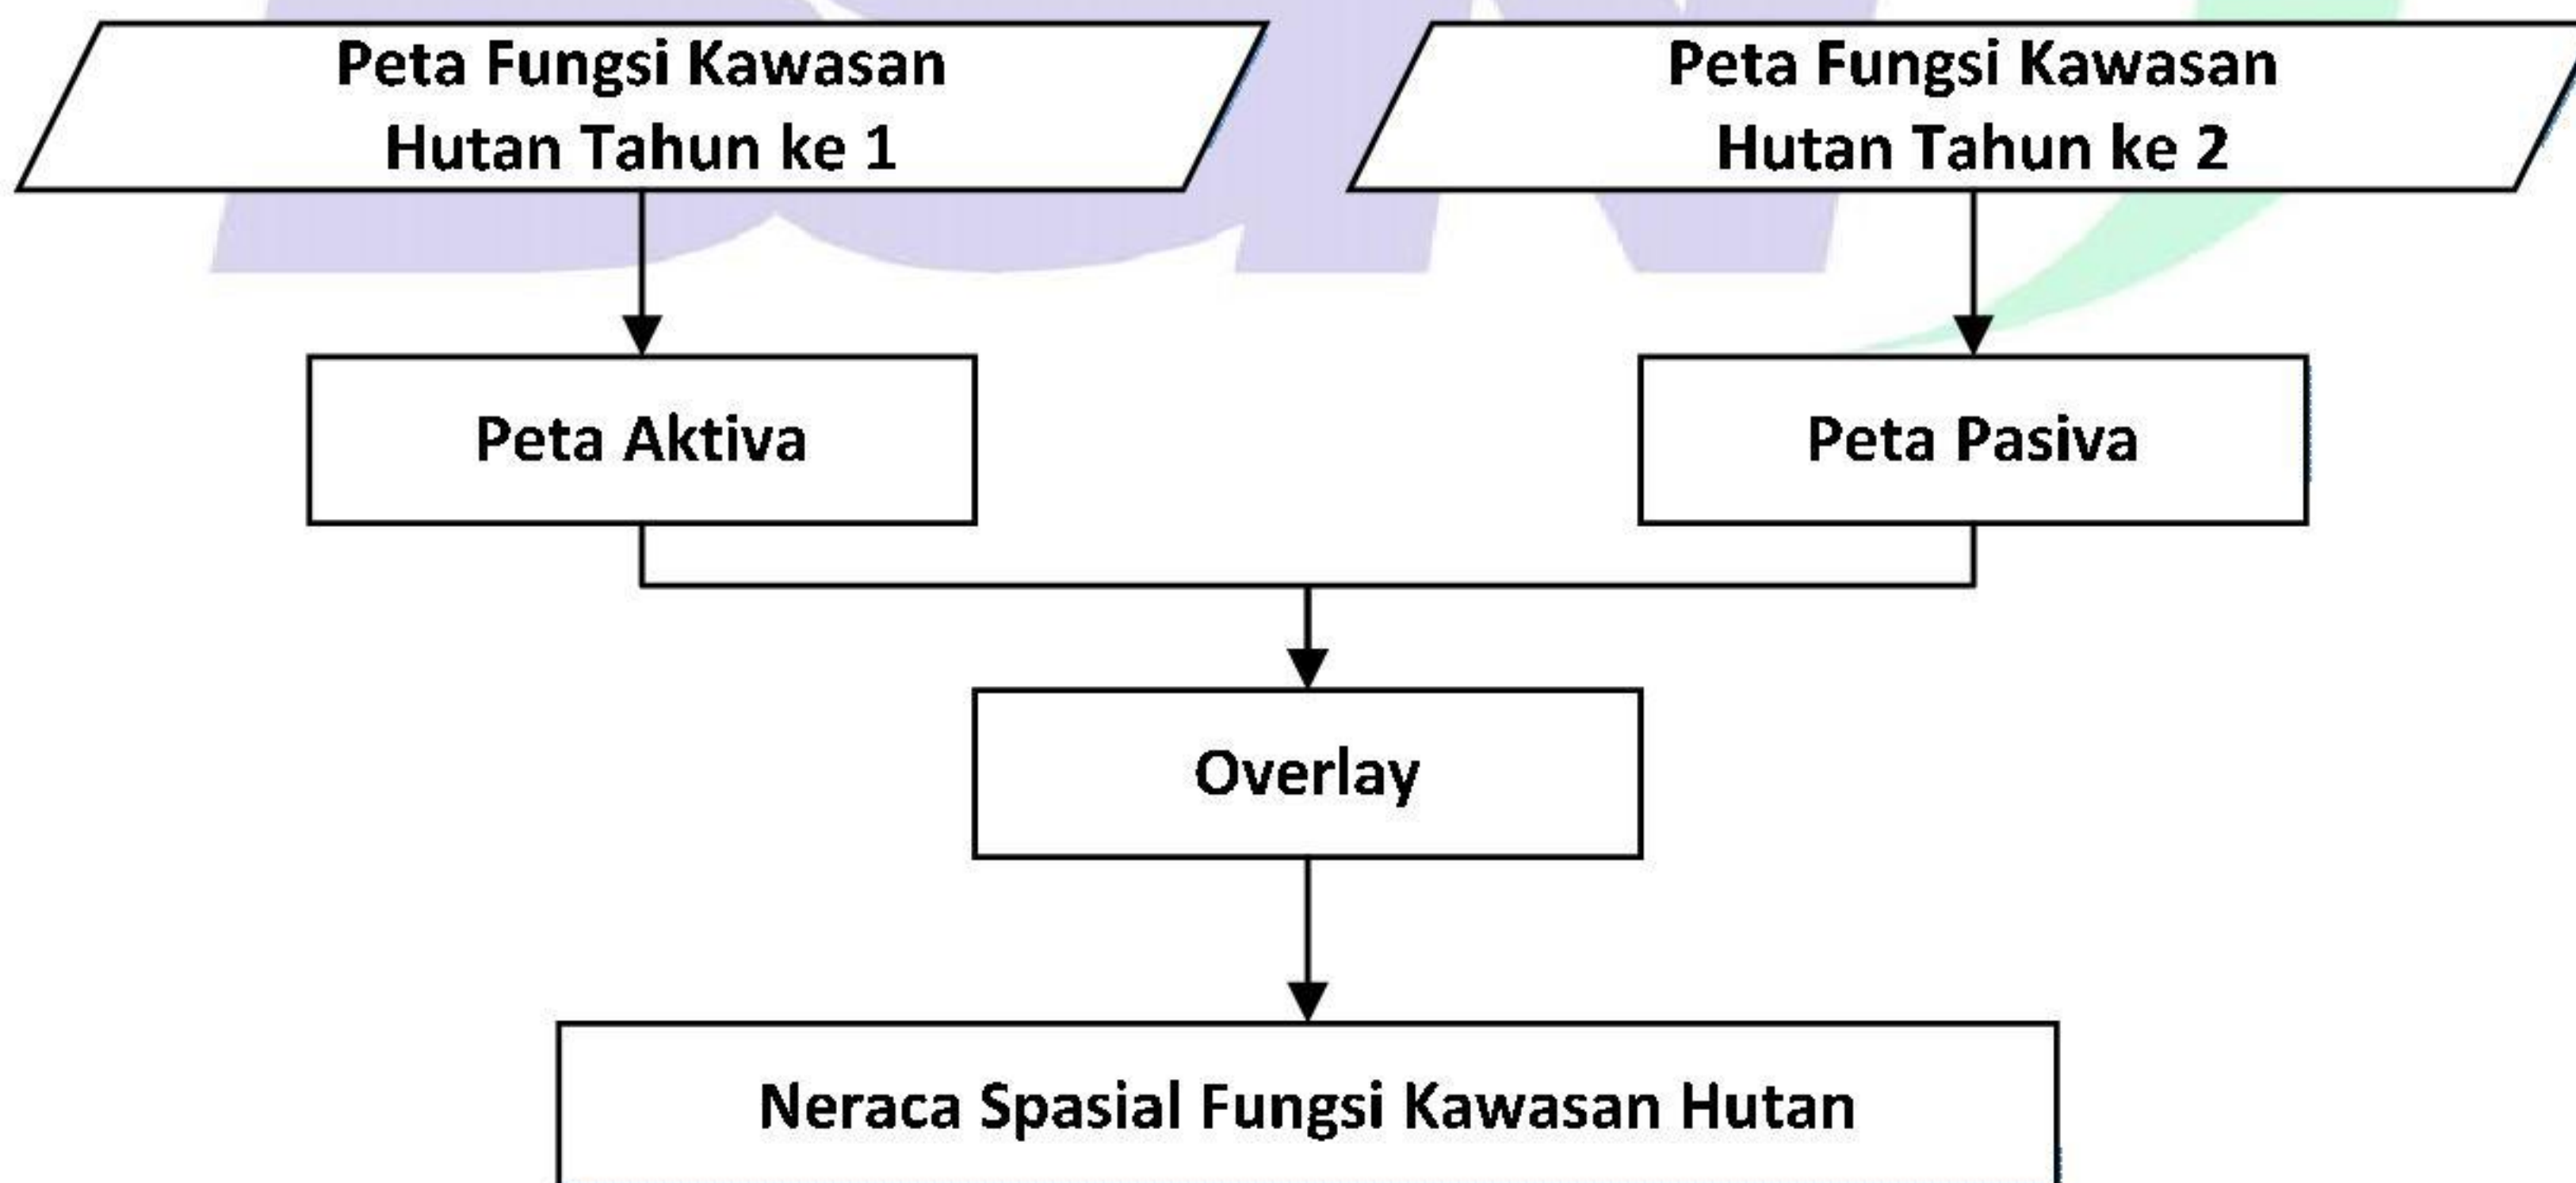 Peta Fungsi Kawasan
Hutan Tahun ke 1
Peta Fungsi Kawasan
Hutan Tahun ke 2
Peta Aktiva
Peta Pasiva
Overlay
Neraca Spasial Fungsi Kawasan Hutan